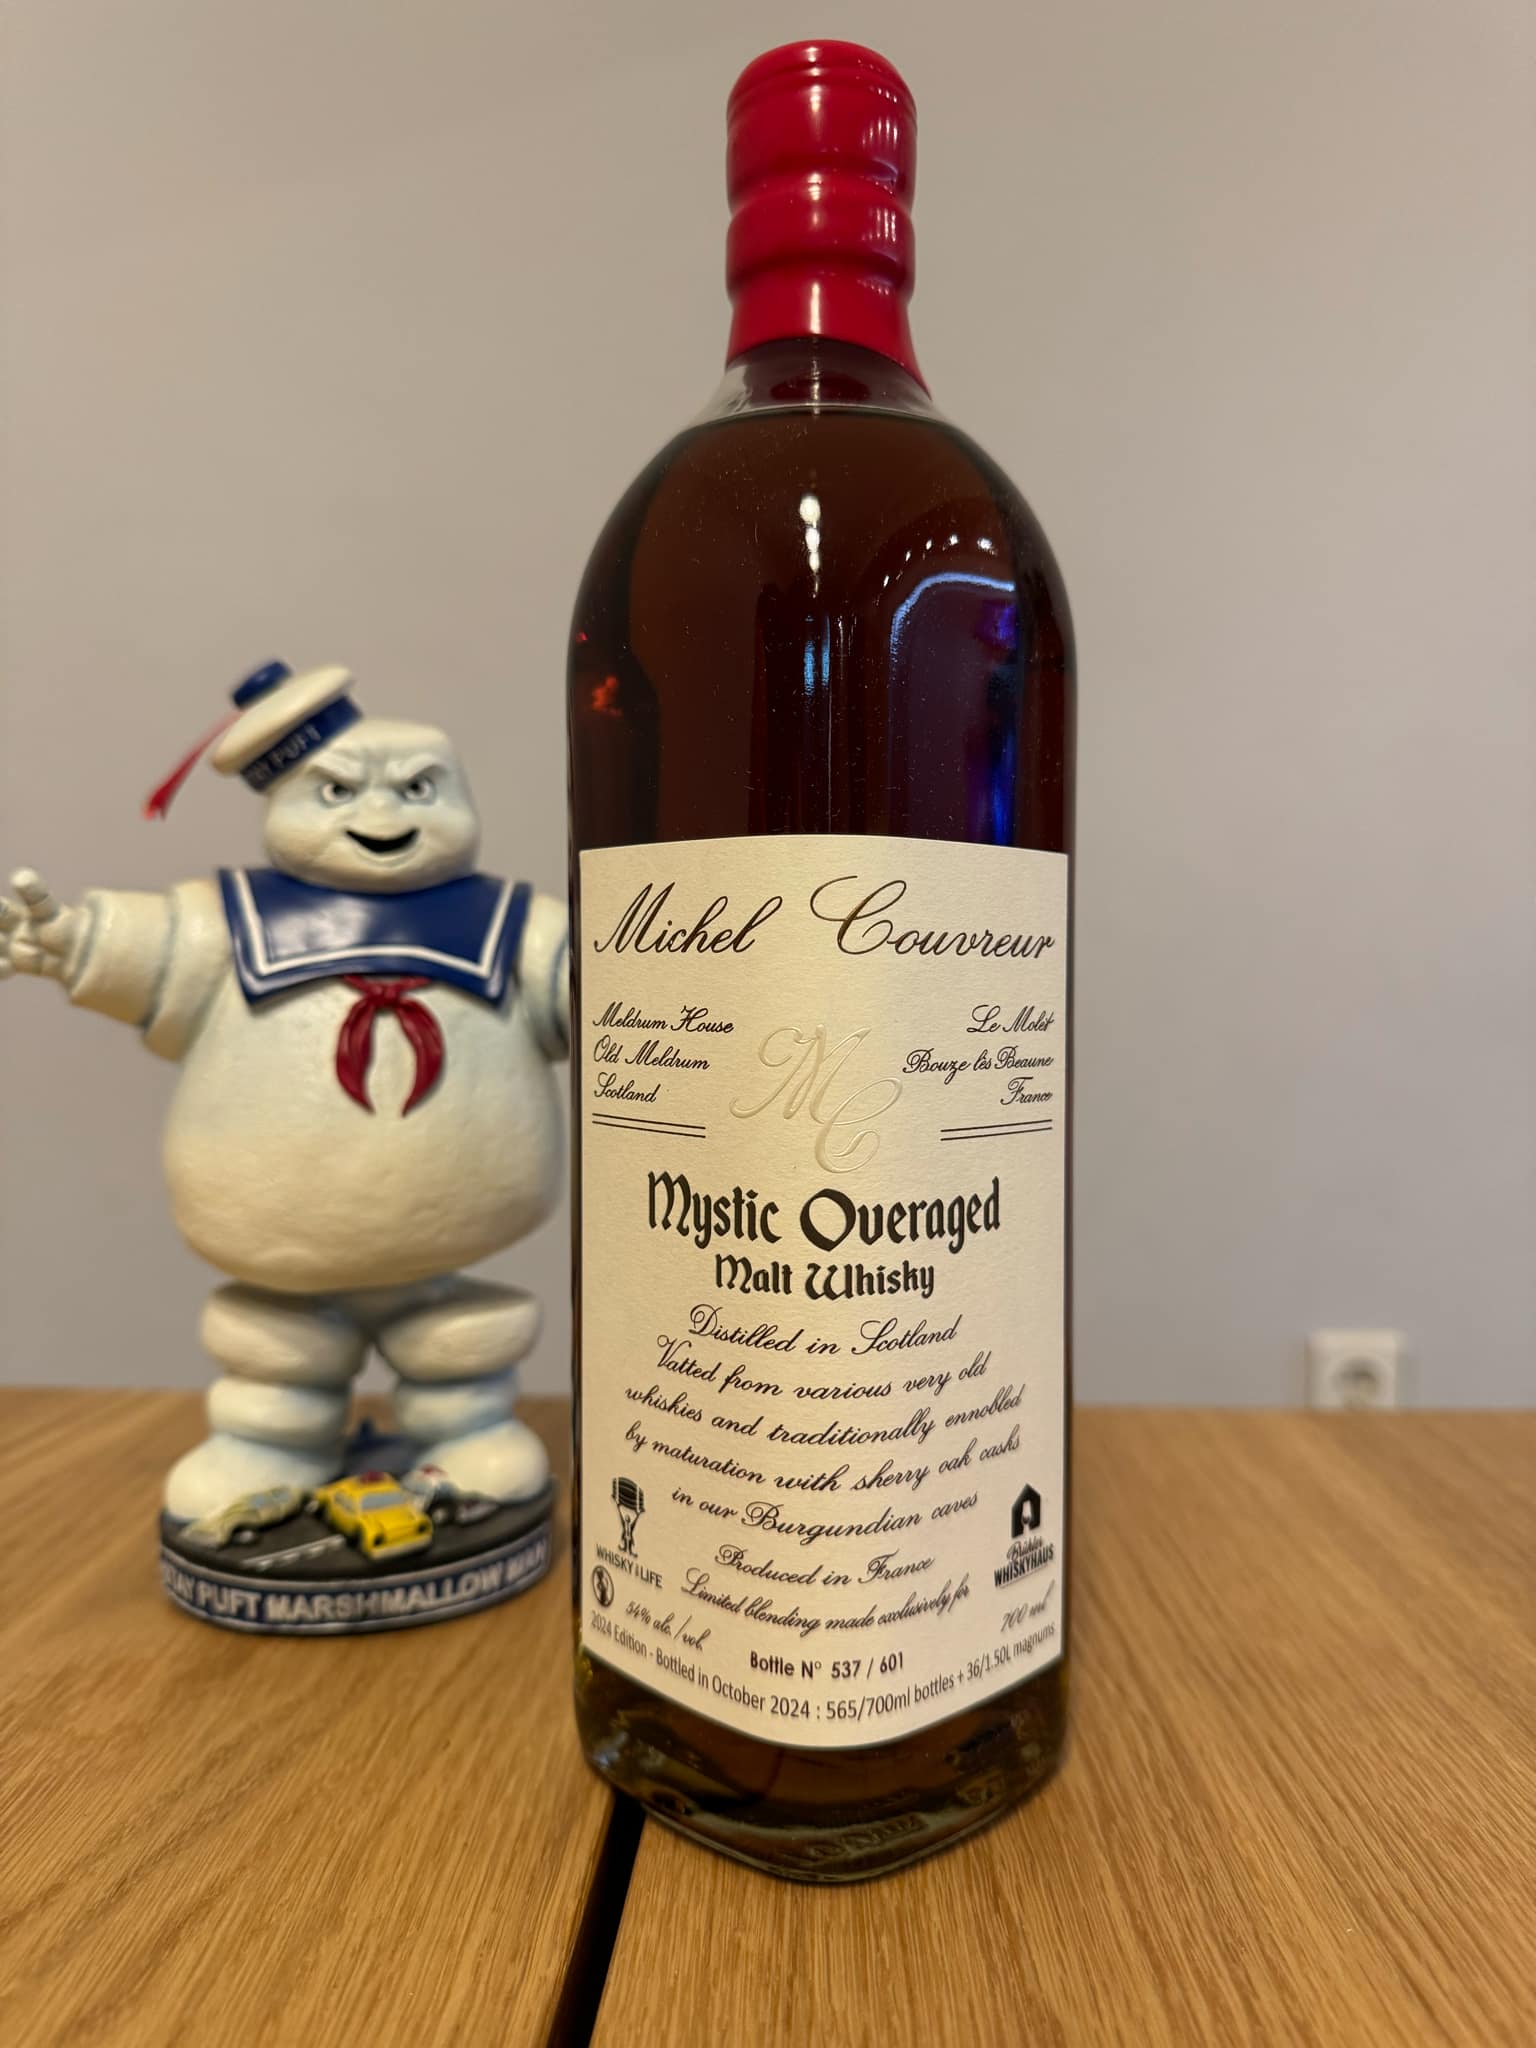 Michel Couvreur
Meldrum House
Old Meldrum
Scotland
Le Molêt
Bouze lès Beaune
France
MC
Mystic Overaged
Malt Whisky
Distilled in Scotland
Vatted from various very old
whiskies and traditionally ennobled
by maturation with sherry oak casks
in our Burgundian caves
Produced in France
Limited blending made exclusively for
WHISKY LIFE
Brühler
WHISKYHAUS
54% alc./vol.
700 ml
Bottle N° 537 / 601
2024 Edition - Bottled in October 2024 : 565/700ml bottles + 36/1.50L magnums
PUFT
STAY PUFT MARSHMALLOW MAN